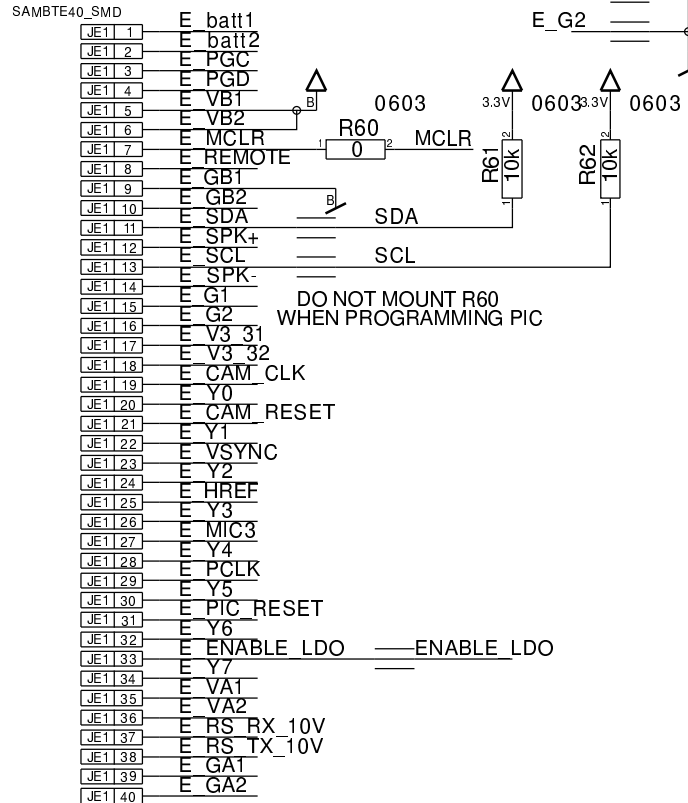 SAMBTE40_SMD
E_G2
JE1 1 E_batt1
JE1 2 E_batt2
JE1 3 E_PGC
JE1 4 E_PGD
JE1 5 E_VB1 B
JE1 6 E_VB2
0603
3.3V 0603
3.3V 0603
JE1 7 E_MCLR 1 R60 0 2 MCLR
R61 10k 2 1
R62 10k 2 1
JE1 8 E_REMOTE
JE1 9 E_GB1
JE1 10 E_GB2 B
JE1 11 E_SDA SDA
JE1 12 E_SPK+
JE1 13 E_SCL SCL
JE1 14 E_SPK-
JE1 15 E_G1
DO NOT MOUNT R60
WHEN PROGRAMMING PIC
JE1 16 E_G2
JE1 17 E_V3_31
JE1 18 E_V3_32
JE1 19 E_CAM_CLK
JE1 20 E_Y0
JE1 21 E_CAM_RESET
JE1 22 E_Y1
JE1 23 E_VSYNC
JE1 24 E_Y2
JE1 25 E_HREF
JE1 26 E_Y3
JE1 27 E_MIC3
JE1 28 E_Y4
JE1 29 E_PCLK
JE1 30 E_Y5
JE1 31 E_PIC_RESET
JE1 32 E_Y6
JE1 33 E_ENABLE_LDO ENABLE_LDO
JE1 34 E_Y7
JE1 35 E_VA1
JE1 36 E_VA2
JE1 37 E_RS_RX_10V
JE1 38 E_RS_TX_10V
JE1 39 E_GA1
JE1 40 E_GA2